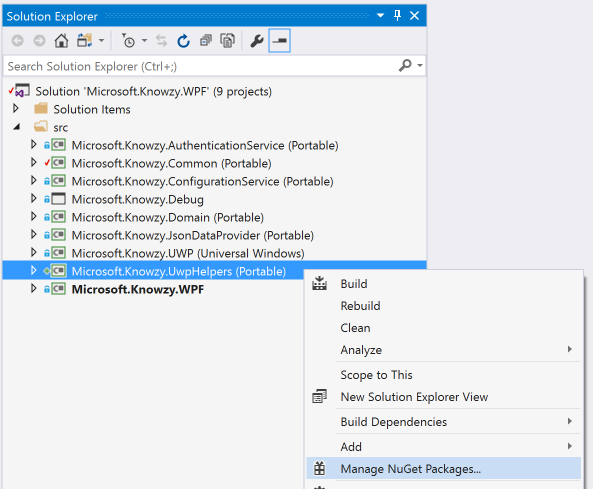 Solution Explorer
Search Solution Explorer (Ctrl+;)
Solution 'Microsoft.Knowzy.WPF' (9 projects)
Solution Items
src
Microsoft.Knowzy.AuthenticationService (Portable)
Microsoft.Knowzy.Common (Portable)
Microsoft.Knowzy.ConfigurationService (Portable)
Microsoft.Knowzy.Debug
Microsoft.Knowzy.Domain (Portable)
Microsoft.Knowzy.JsonDataProvider (Portable)
Microsoft.Knowzy.UWP (Universal Windows)
Microsoft.Knowzy.UwpHelpers (Portable)
Microsoft.Knowzy.WPF
Build
Rebuild
Clean
Analyze
Scope to This
New Solution Explorer View
Build Dependencies
Add
Manage NuGet Packages...